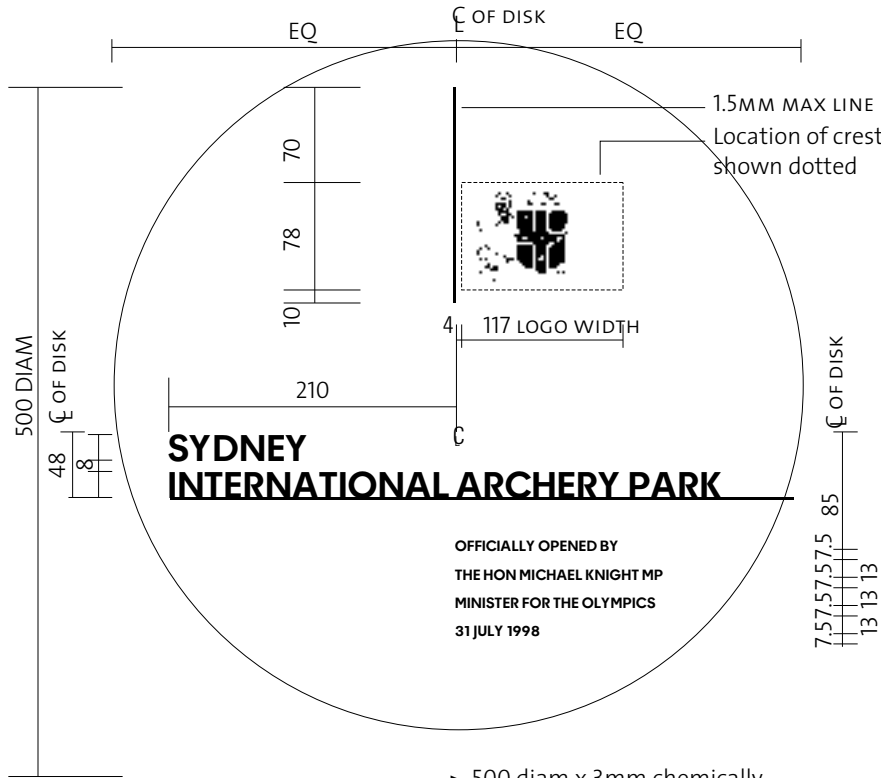 ℄ OF DISK
EQ
EQ
1.5MM MAX LINE
Location of crest
shown dotted
70
78
10
4
117 LOGO WIDTH
500 DIAM
℄ OF DISK
℄ OF DISK
210
C
48
8
SYDNEY
INTERNATIONAL ARCHERY PARK
85
OFFICIALLY OPENED BY
THE HON MICHAEL KNIGHT MP
MINISTER FOR THE OLYMPICS
31 JULY 1998
7.5
7.5
7.5
7.5
13
13
13
500 diam x 3mm chemically